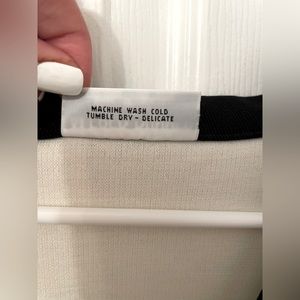 MACHINE WASH COLD
TUMBLE DRY - DELICATE